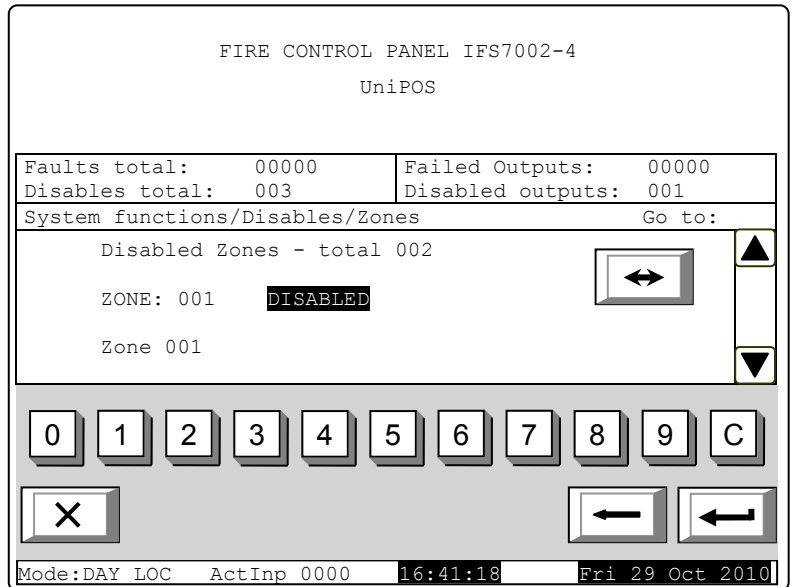 FIRE CONTROL PANEL IFS7002-4
UniPOS
Faults total: 00000 Failed Outputs: 00000
Disables total: 003 Disabled outputs: 001
System functions/Disables/Zones Go to:
Disabled Zones - total 002
ZONE: 001 DISABLED
Zone 001
0 1 2 3 4 5 6 7 8 9 C
Mode:DAY LOC ActInp 0000 16:41:18 Fri 29 Oct 2010